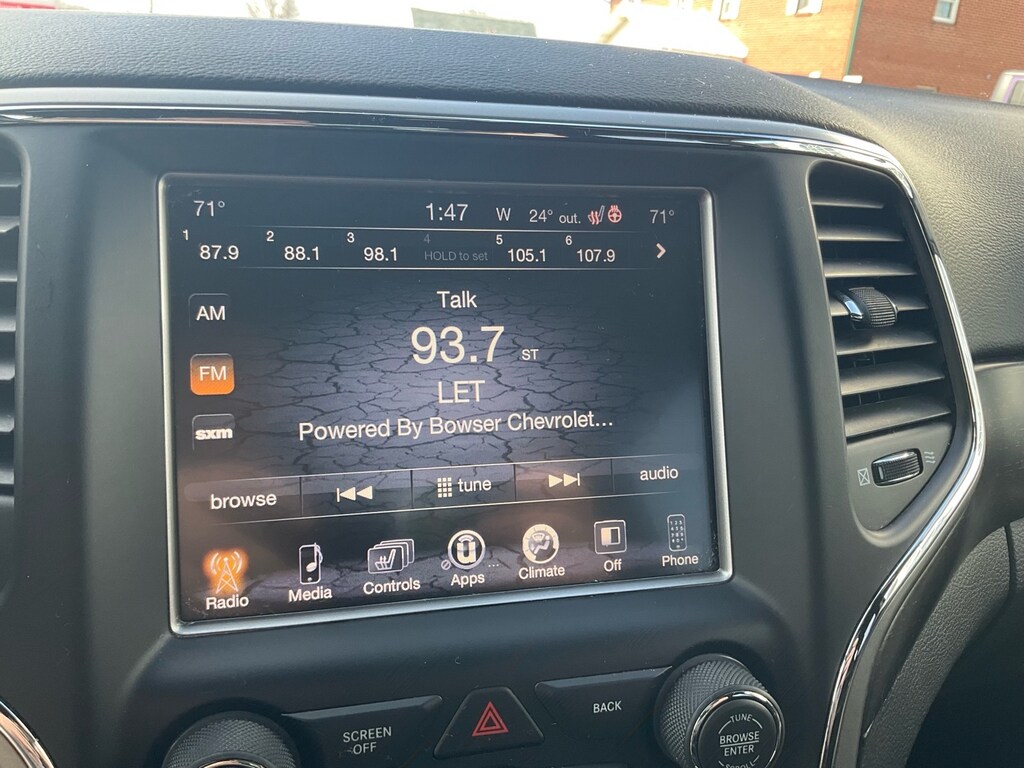 71° 1:47 W 24° out. 71°
1 87.9 2 88.1 3 98.1 4 HOLD to set 5 105.1 6 107.9
AM
FM
sxm
Talk
93.7 ST
LET
Powered By Bowser Chevrolet...
browse tune audio
Radio Media Controls Apps Climate Off Phone
SCREEN
OFF
BACK
TUNE
BROWSE
ENTER
SCROLL